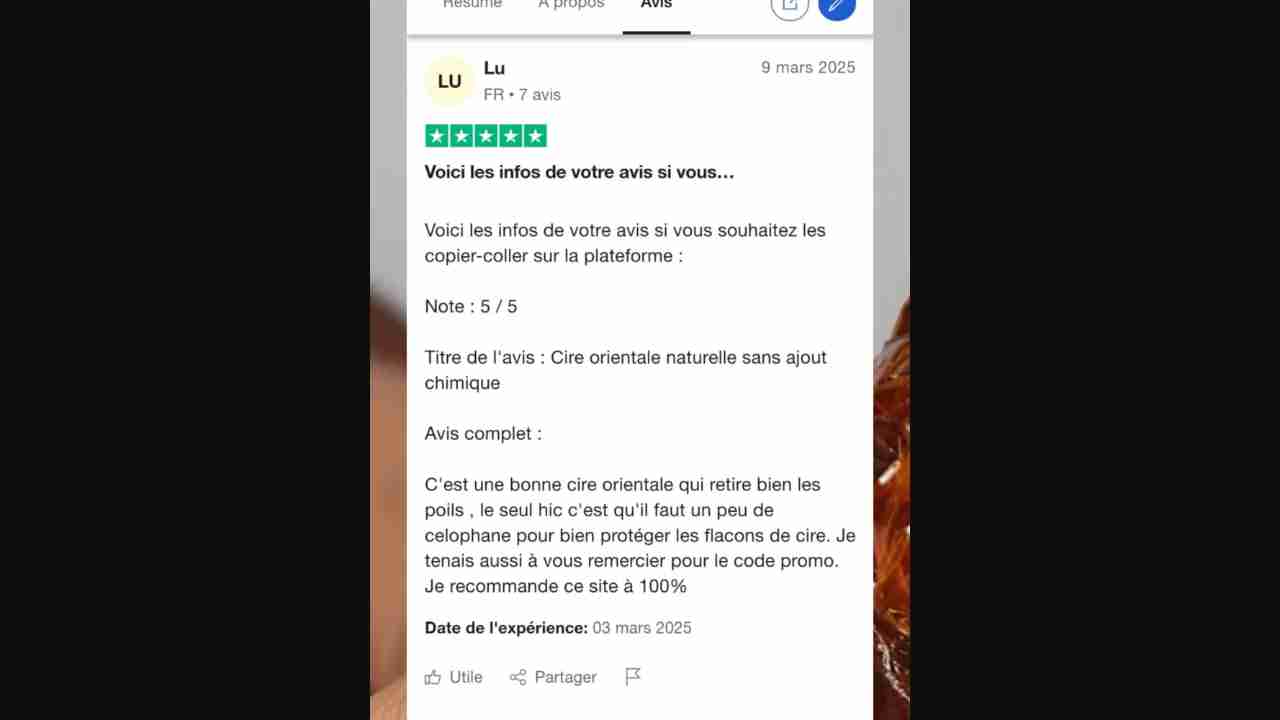 Résumé
À propos
Avis
LU
Lu
9 mars 2025
FR • 7 avis
Voici les infos de votre avis si vous…
Voici les infos de votre avis si vous souhaitez les
copier-coller sur la plateforme :
Note : 5 / 5
Titre de l'avis : Cire orientale naturelle sans ajout
chimique
Avis complet :
C'est une bonne cire orientale qui retire bien les
poils , le seul hic c'est qu'il faut un peu de
celophane pour bien protéger les flacons de cire. Je
tenais aussi à vous remercier pour le code promo.
Je recommande ce site à 100%
Date de l'expérience: 03 mars 2025
Utile
Partager